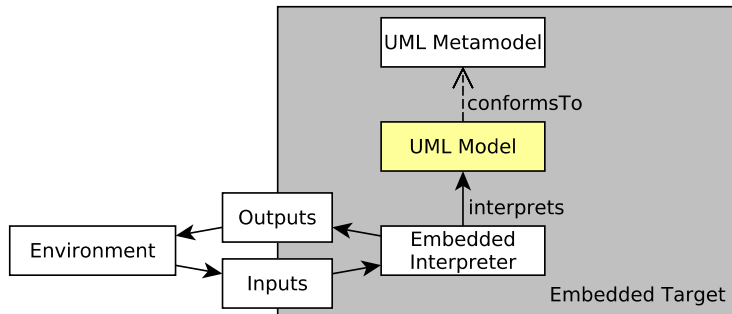 UML Metamodel
conformsTo
UML Model
interprets
Outputs
Environment
Embedded
Interpreter
Inputs
Embedded Target